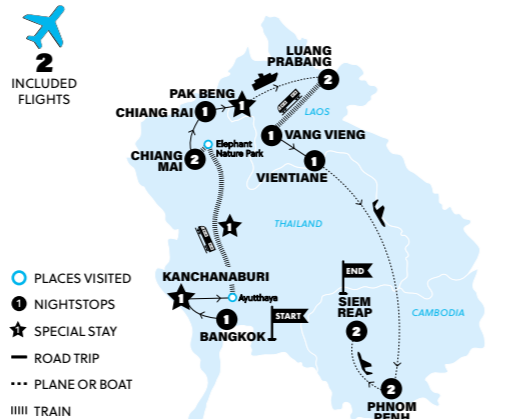 2
INCLUDED
FLIGHTS
LUANG
PRABANG
2
PAK BENG
1
CHIANG RAI
1
LAOS
1
VANG VIENG
Elephant
Nature Park
CHIANG
MAI
2
1
VIENTIANE
1
THAILAND
KANCHANABURI
1
Ayutthaya
1
BANGKOK
START
END
SIEM
REAP
2
CAMBODIA
2
PHNOM
PENH
PLACES VISITED
1 NIGHTSTOPS
1 SPECIAL STAY
ROAD TRIP
PLANE OR BOAT
TRAIN